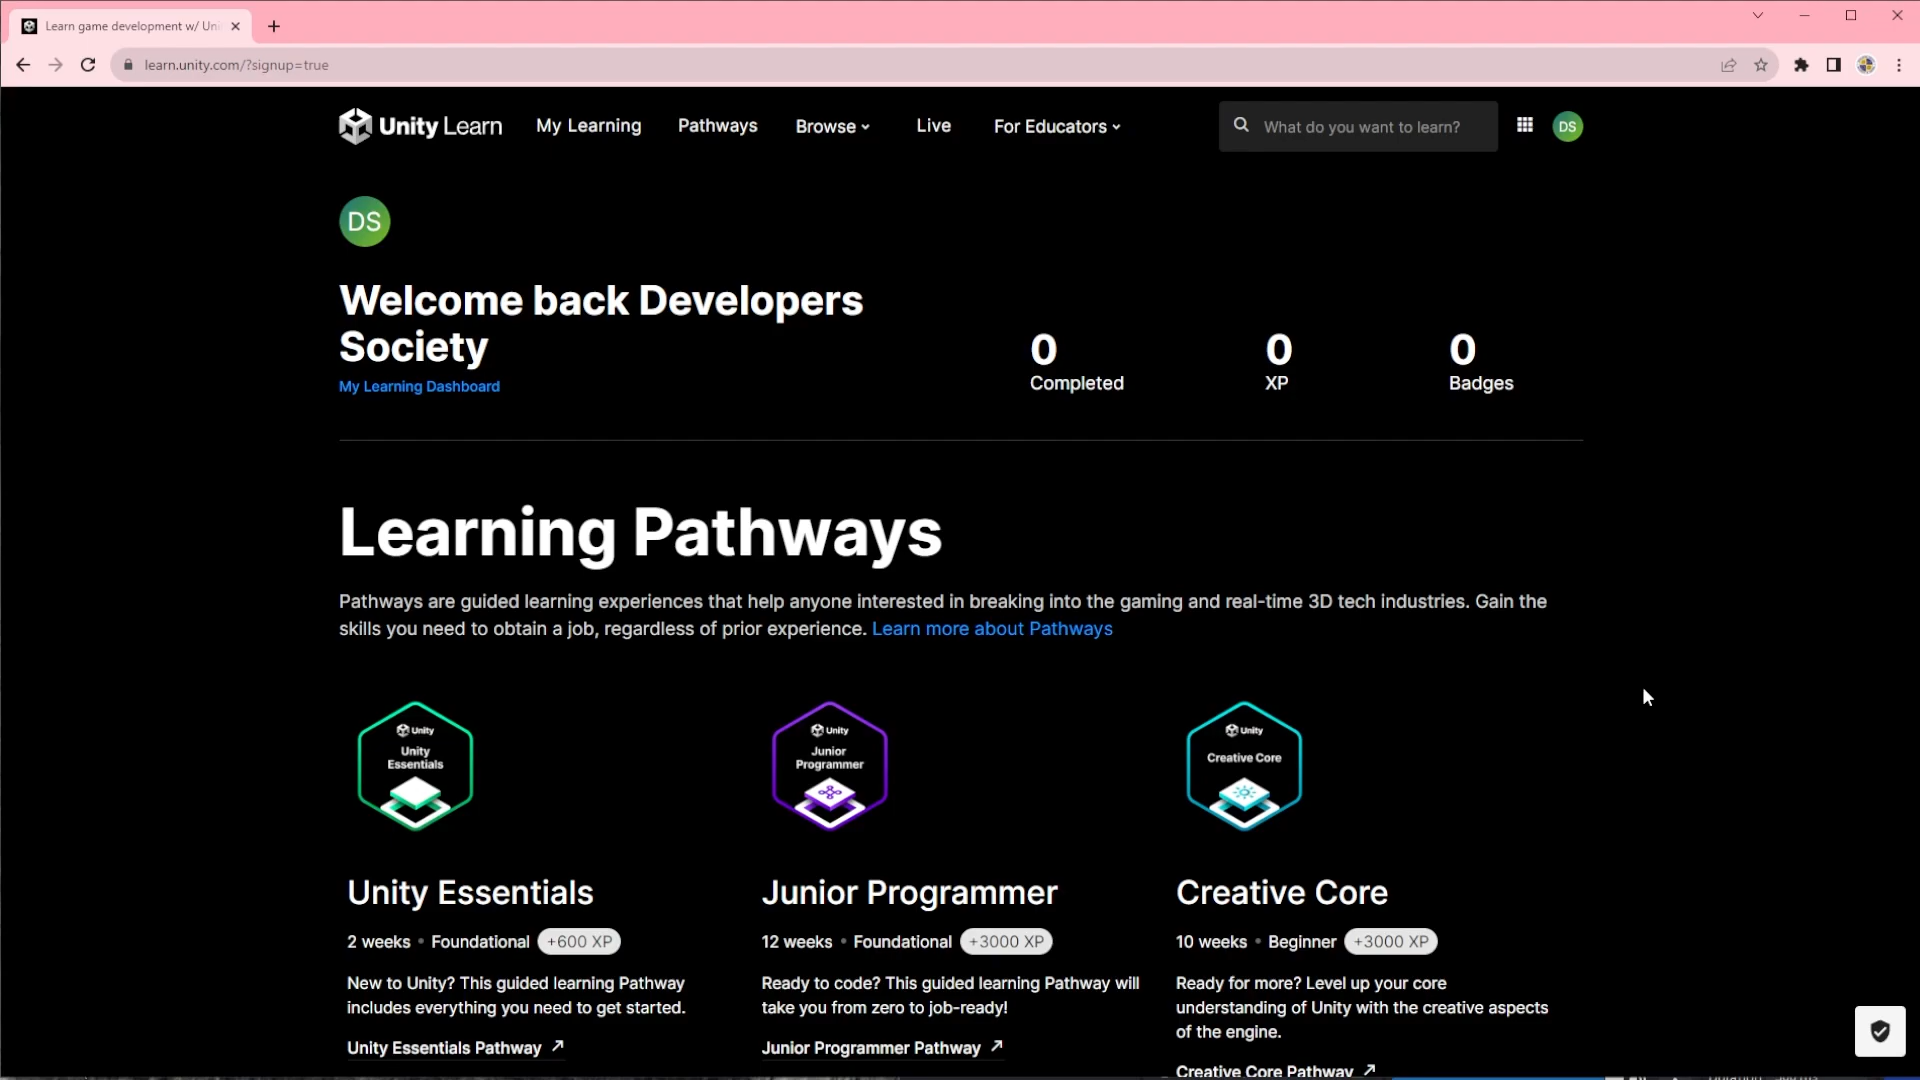 Learn game development w/ Uni
learn.unity.com/?signup=true
Unity Learn
My Learning
Pathways
Browse
Live
For Educators
What do you want to learn?
DS
DS
Welcome back Developers
Society
My Learning Dashboard
0
Completed
0
XP
0
Badges
Learning Pathways
Pathways are guided learning experiences that help anyone interested in breaking into the gaming and real-time 3D tech industries. Gain the
skills you need to obtain a job, regardless of prior experience. Learn more about Pathways
Unity
Unity
Essentials
Unity
Junior
Programmer
Unity
Creative Core
Unity Essentials
2 weeks • Foundational +600 XP
New to Unity? This guided learning Pathway
includes everything you need to get started.
Unity Essentials Pathway
Junior Programmer
12 weeks • Foundational +3000 XP
Ready to code? This guided learning Pathway will
take you from zero to job-ready!
Junior Programmer Pathway
Creative Core
10 weeks • Beginner +3000 XP
Ready for more? Level up your core
understanding of Unity with the creative aspects
of the engine.
Creative Core Pathway